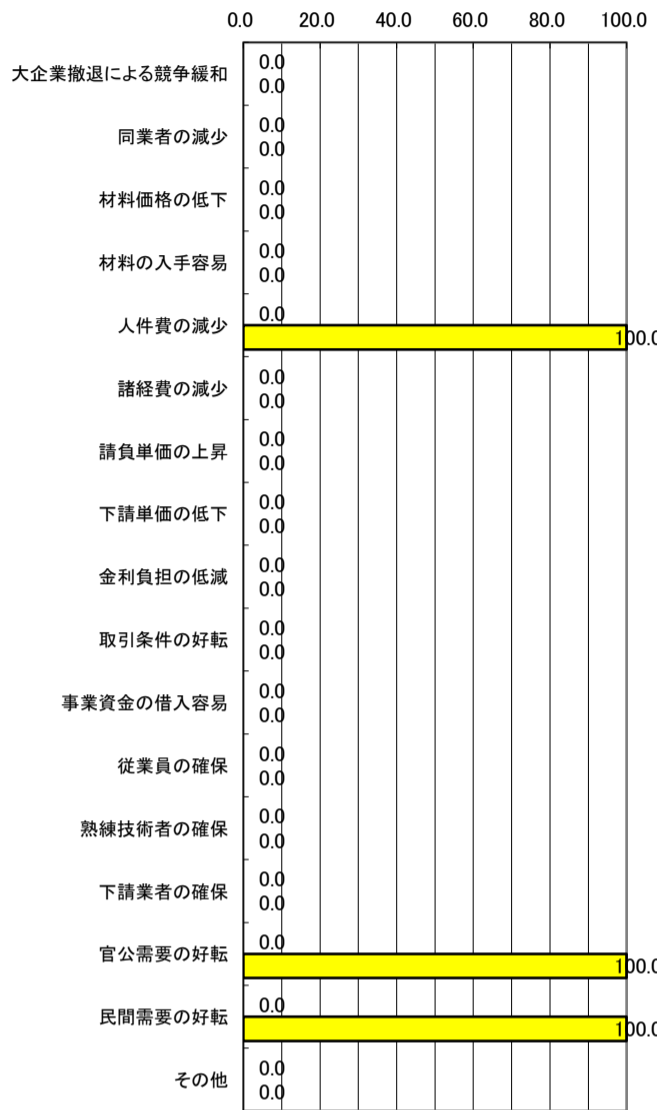 0.0 20.0 40.0 60.0 80.0 100.0
大企業撤退による競争緩和
0.0
0.0
同業者の減少
0.0
0.0
材料価格の低下
0.0
0.0
材料の入手容易
0.0
0.0
人件費の減少
0.0
100.0
諸経費の減少
0.0
0.0
請負単価の上昇
0.0
0.0
下請単価の低下
0.0
0.0
金利負担の低減
0.0
0.0
取引条件の好転
0.0
0.0
事業資金の借入容易
0.0
0.0
従業員の確保
0.0
0.0
熟練技術者の確保
0.0
0.0
下請業者の確保
0.0
0.0
官公需要の好転
0.0
100.0
民間需要の好転
0.0
100.0
その他
0.0
0.0